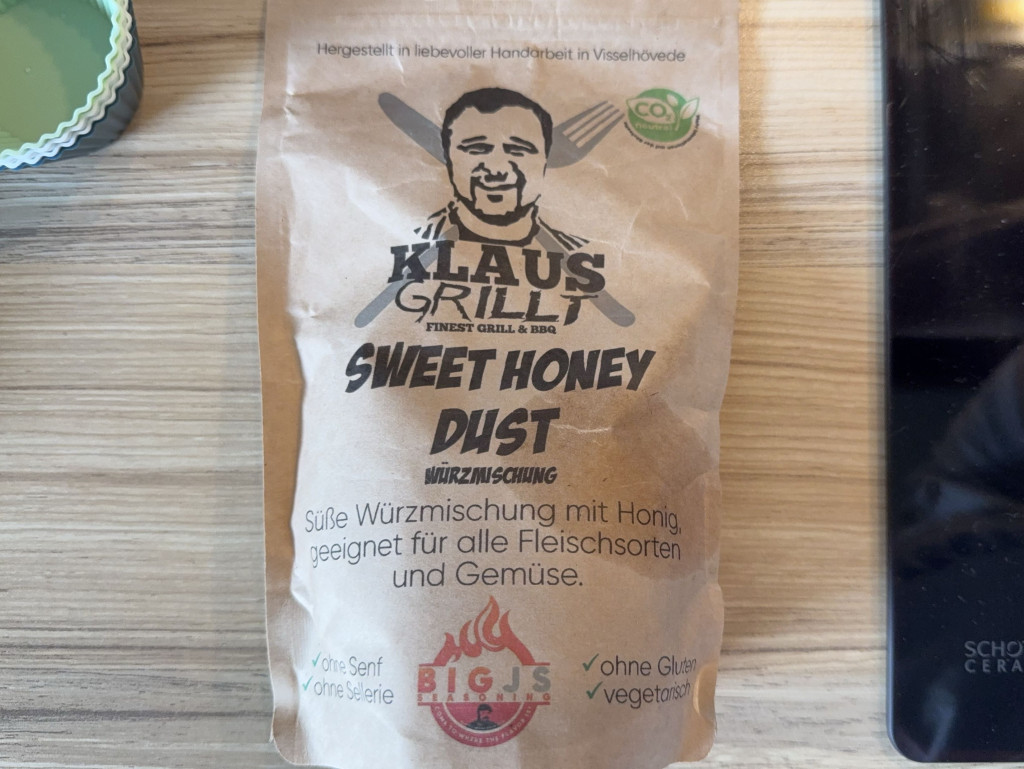 Hergestellt in liebevoller Handarbeit in Visselhövede
CO₂
neutral
KLAUS
GRILLT
FINEST GRILL & BBQ
SWEET HONEY
DUST
WÜRZMISCHUNG
Süße Würzmischung mit Honig,
geeignet für alle Fleischsorten
und Gemüse.
✓ohne Senf
✓ohne Sellerie
BIG JS
SEASONING
✓ohne Gluten
✓vegetarisch
SCHO
CERA